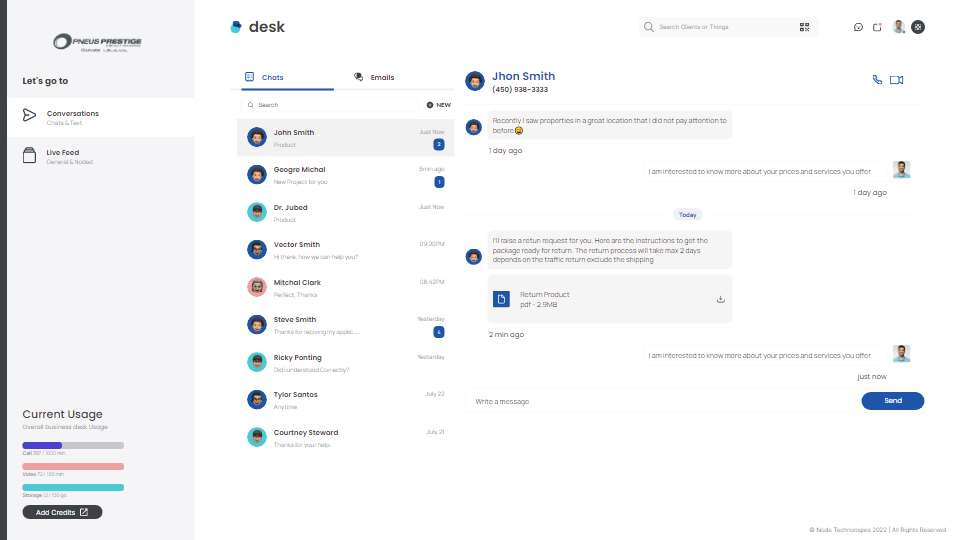 PNEUS PRESTIGE
Let's go to
Conversations
Chats & Text
Live Feed
General & Noded
Current Usage
Overall business desk Usage
Call 597 / 1000 min
Video 72 / 100 min
Storage 12 / 100 go
Add Credits
desk
Search Clients or Things
Chats
Emails
Search
NEW
John Smith
Just Now
Product
Geogre Michal
5min ago
New Project for you
1
Dr. Jubed
Just Now
Product
Vector Smith
09:20PM
Hi there, how we can help you?
Mitchal Clark
08:42PM
Perfect, Thanks
Steve Smith
Yesterday
Thanks for reciving my applic.....
Ricky Ponting
Yesterday
Did i understood Correctly?
Tylor Santos
July 22
Anytime
Courtney Steward
July 21
Thanks for your help.
Jhon Smith
(450) 938-3333
Recently I saw properties in a great location that I did not pay attention to
before😄
1 day ago
I am interested to know more about your prices and services you offer
1 day ago
Today
I'll raise a retun request for you. Here are the instructions to get the
package ready for return. The return process will take max 2 days
depends on the traffic return exclude the shipping
Return Product
pdf - 2.9MB
2 min ago
I am interested to know more about your prices and services you offer
just now
Write a message
Send
© Node Technologies 2022 | All Rights Reserved